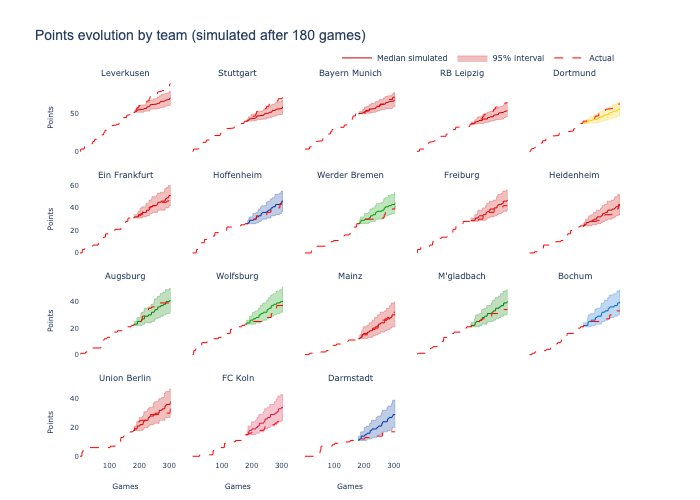 Points evolution by team (simulated after 180 games)
Median simulated 95% interval Actual
Leverkusen Stuttgart Bayern Munich RB Leipzig Dortmund
Points
50
0
Ein Frankfurt Hoffenheim Werder Bremen Freiburg Heidenheim
Points
60
40
20
0
Augsburg Wolfsburg Mainz M'gladbach Bochum
Points
40
20
0
Union Berlin FC Koln Darmstadt
Points
40
20
0
100 200 300 100 200 300 100 200 300
Games Games Games